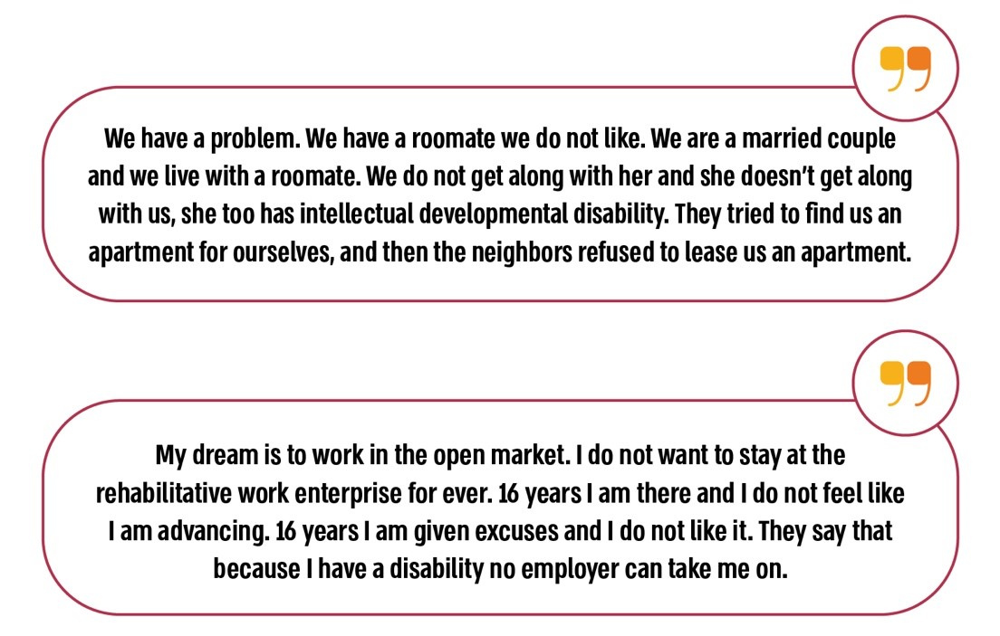 We have a problem. We have a roomate we do not like. We are a married couple
and we live with a roomate. We do not get along with her and she doesn’t get along
with us, she too has intellectual developmental disability. They tried to find us an
apartment for ourselves, and then the neighbors refused to lease us an apartment.
My dream is to work in the open market. I do not want to stay at the
rehabilitative work enterprise for ever. 16 years I am there and I do not feel like
I am advancing. 16 years I am given excuses and I do not like it. They say that
because I have a disability no employer can take me on.